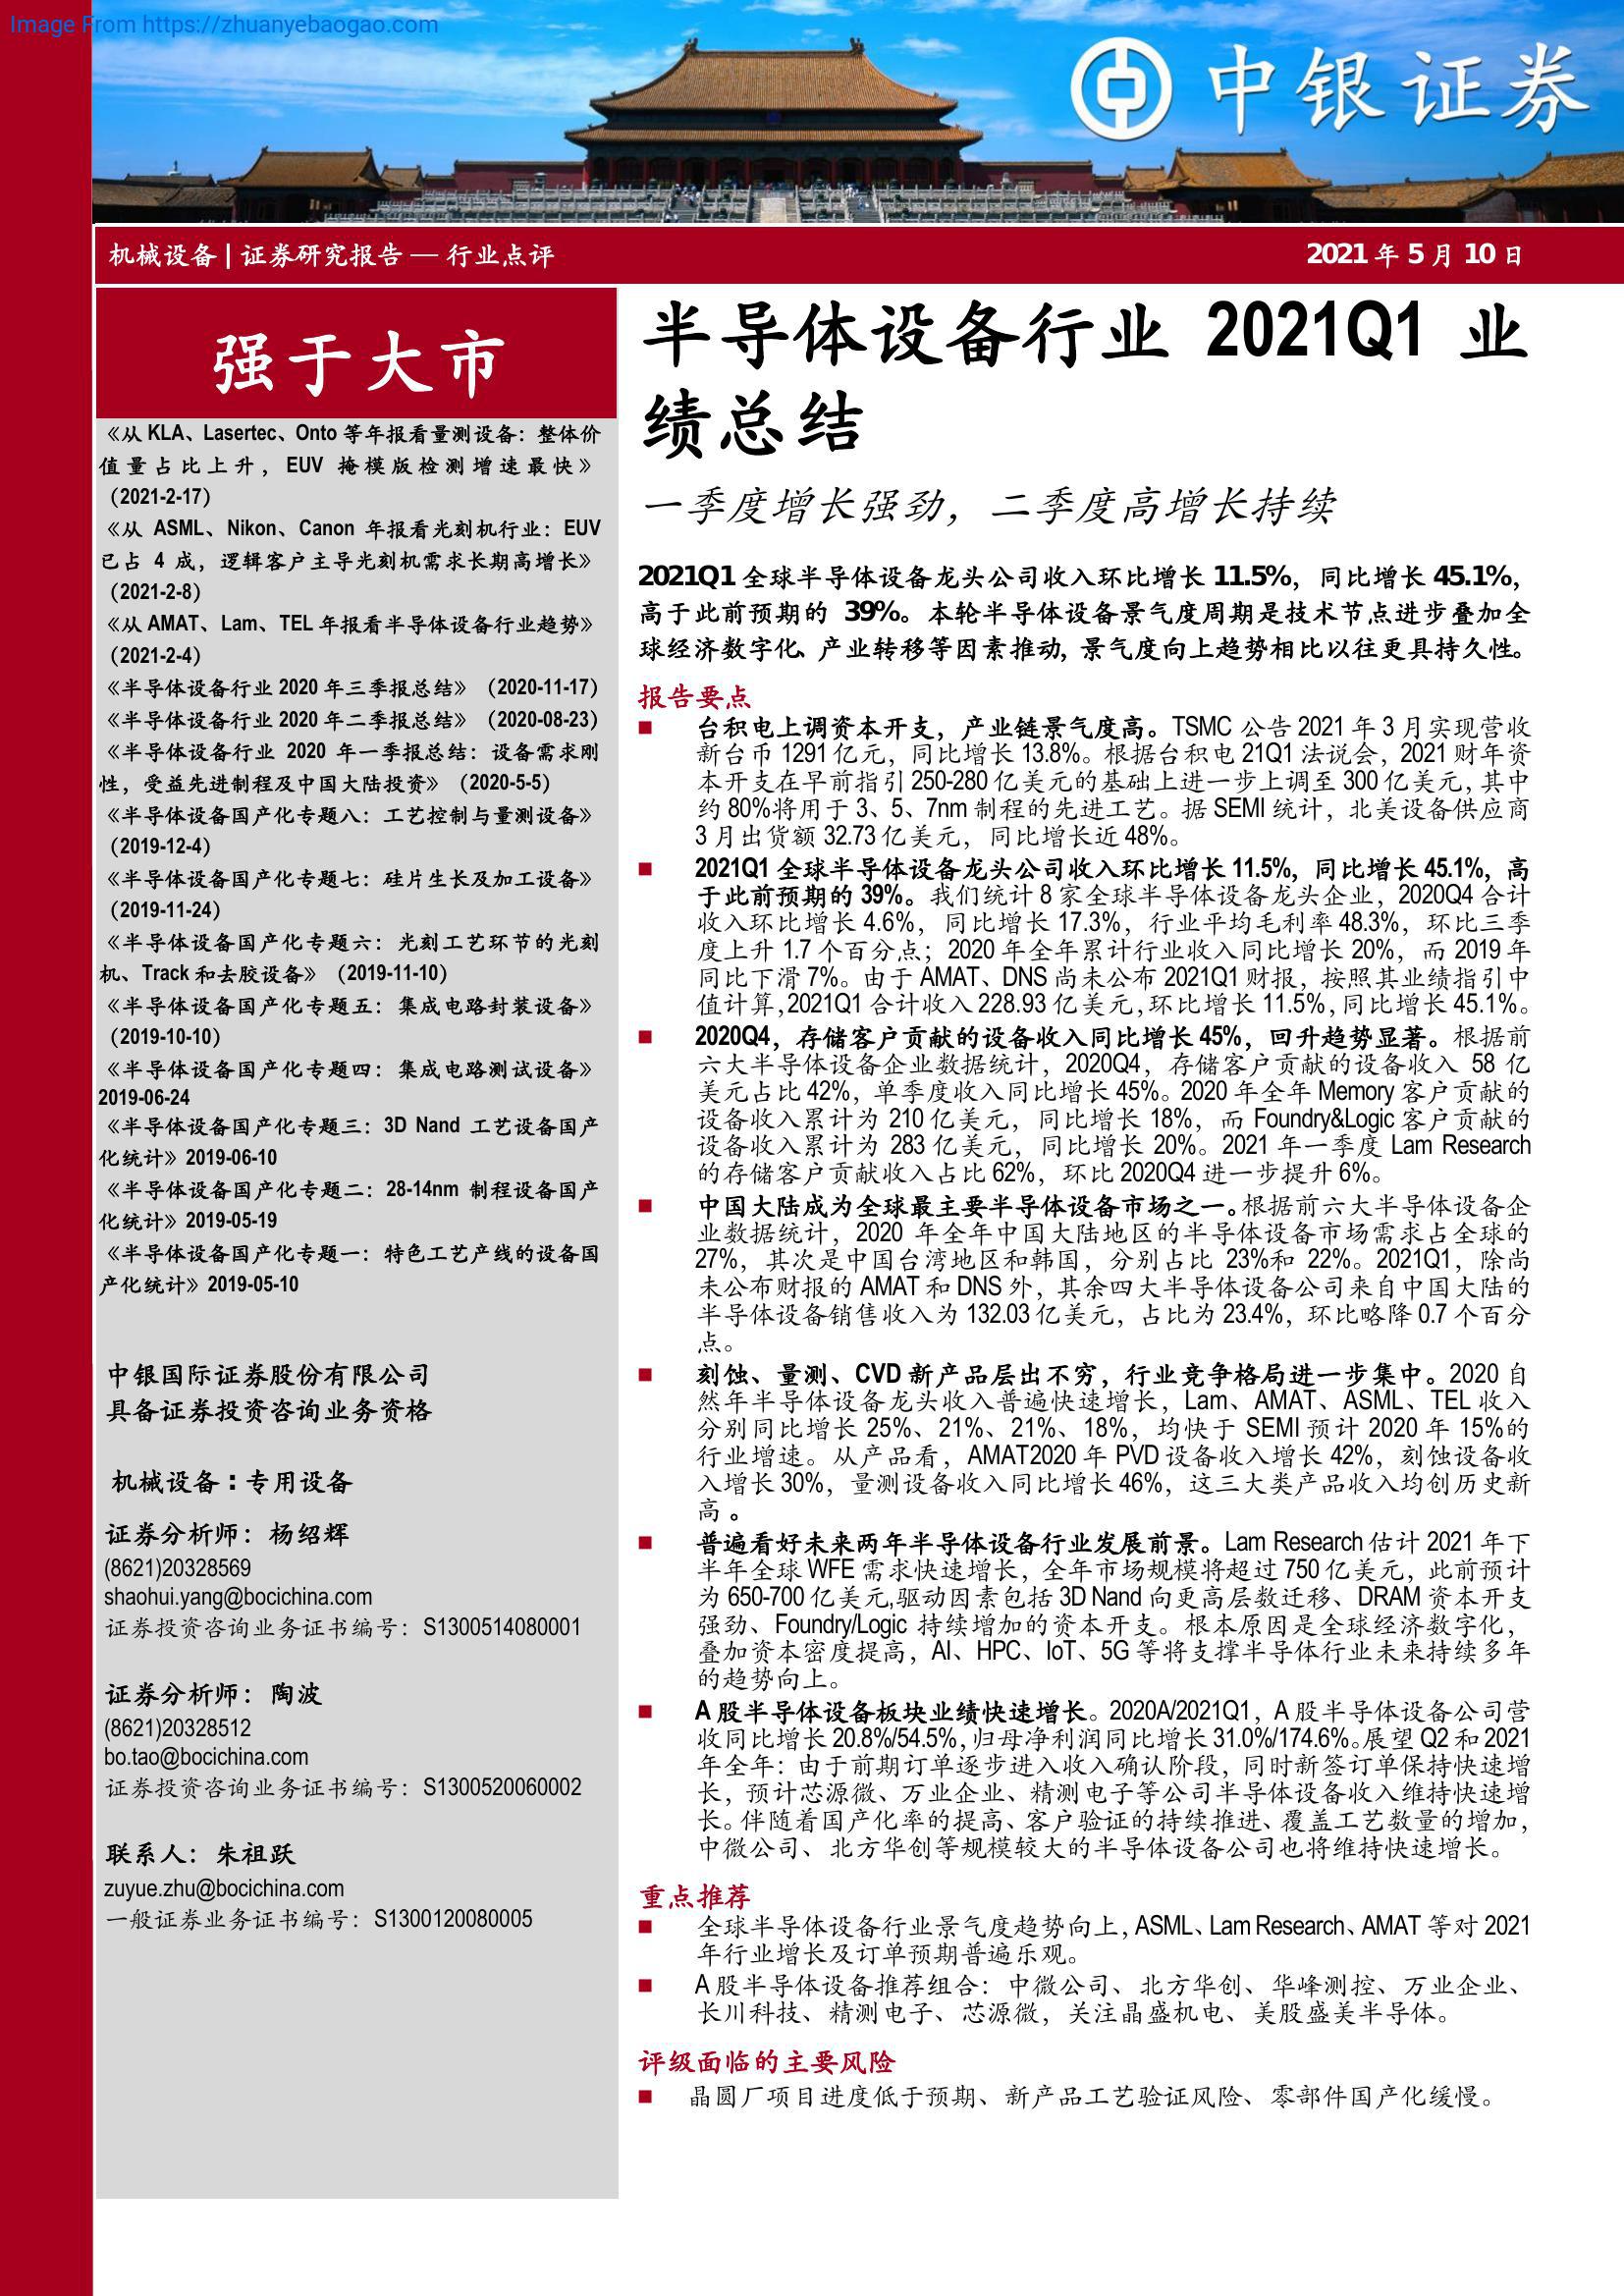 Image From https://zhuanyebaogao.com
中银证券
机械设备 | 证券研究报告 — 行业点评
2021 年 5 月 10 日
强于大市
《从 KLA、Lasertec、Onto 等年报看量测设备：整体价
值量占比上升，EUV 掩模版检测增速最快》
（2021-2-17）
《从 ASML、Nikon、Canon 年报看光刻机行业：EUV
已占 4 成，逻辑客户主导光刻机需求长期高增长》
（2021-2-8）
《从 AMAT、Lam、TEL 年报看半导体设备行业趋势》
（2021-2-4）
《半导体设备行业 2020 年三季报总结》（2020-11-17）
《半导体设备行业 2020 年二季报总结》（2020-08-23）
《半导体设备行业 2020 年一季报总结：设备需求刚
性，受益先进制程及中国大陆投资》（2020-5-5）
《半导体设备国产化专题八：工艺控制与量测设备》
（2019-12-4）
《半导体设备国产化专题七：硅片生长及加工设备》
（2019-11-24）
《半导体设备国产化专题六：光刻工艺环节的光刻
机、Track 和去胶设备》（2019-11-10）
《半导体设备国产化专题五：集成电路封装设备》
（2019-10-10）
《半导体设备国产化专题四：集成电路测试设备》
2019-06-24
《半导体设备国产化专题三：3D Nand 工艺设备国产
化统计》2019-06-10
《半导体设备国产化专题二：28-14nm 制程设备国产
化统计》2019-05-19
《半导体设备国产化专题一：特色工艺产线的设备国
产化统计》2019-05-10
中银国际证券股份有限公司
具备证券投资咨询业务资格
机械设备：专用设备
证券分析师：杨绍辉
(8621)20328569
shaohui.yang@bocichina.com
证券投资咨询业务证书编号：S1300514080001
证券分析师：陶波
(8621)20328512
bo.tao@bocichina.com
证券投资咨询业务证书编号：S1300520060002
联系人：朱祖跃
zuyue.zhu@bocichina.com
一般证券业务证书编号：S1300120080005
半导体设备行业 2021Q1 业
绩总结
一季度增长强劲，二季度高增长持续
2021Q1 全球半导体设备龙头公司收入环比增长 11.5%，同比增长 45.1%，
高于此前预期的 39%。本轮半导体设备景气度周期是技术节点进步叠加全
球经济数字化、产业转移等因素推动，景气度向上趋势相比以往更具持久性。
报告要点
■ 台积电上调资本开支，产业链景气度高。TSMC 公告 2021 年 3 月实现营收
新台币 1291 亿元，同比增长 13.8%。根据台积电 21Q1 法说会，2021 财年资
本开支在早前指引 250-280 亿美元的基础上进一步上调至 300 亿美元，其中
约 80%将用于 3、5、7nm 制程的先进工艺。据 SEMI 统计，北美设备供应商
3 月出货额 32.73 亿美元，同比增长近 48%。
■ 2021Q1 全球半导体设备龙头公司收入环比增长 11.5%，同比增长 45.1%，高
于此前预期的 39%。我们统计 8 家全球半导体设备龙头企业，2020Q4 合计
收入环比增长 4.6%，同比增长 17.3%，行业平均毛利率 48.3%，环比三季
度上升 1.7 个百分点；2020 年全年累计行业收入同比增长 20%，而 2019 年
同比下滑 7%。由于 AMAT、DNS 尚未公布 2021Q1 财报，按照其业绩指引中
值计算，2021Q1 合计收入 228.93 亿美元，环比增长 11.5%，同比增长 45.1%。
■ 2020Q4，存储客户贡献的设备收入同比增长 45%，回升趋势显著。根据前
六大半导体设备企业数据统计，2020Q4，存储客户贡献的设备收入 58 亿
美元占比 42%，单季度收入同比增长 45%。2020 年全年 Memory 客户贡献的
设备收入累计为 210 亿美元，同比增长 18%，而 Foundry&Logic 客户贡献的
设备收入累计为 283 亿美元，同比增长 20%。2021 年一季度 Lam Research
的存储客户贡献收入占比 62%，环比 2020Q4 进一步提升 6%。
■ 中国大陆成为全球最主要半导体设备市场之一。根据前六大半导体设备企
业数据统计，2020 年全年中国大陆地区的半导体设备市场需求占全球的
27%，其次是中国台湾地区和韩国，分别占比 23%和 22%。2021Q1，除尚
未公布财报的 AMAT 和 DNS 外，其余四大半导体设备公司来自中国大陆的
半导体设备销售收入为 132.03 亿美元，占比为 23.4%，环比略降 0.7 个百分
点。
■ 刻蚀、量测、CVD 新产品层出不穷，行业竞争格局进一步集中。2020 自
然年半导体设备龙头收入普遍快速增长，Lam、AMAT、ASML、TEL 收入
分别同比增长 25%、21%、21%、18%，均快于 SEMI 预计 2020 年 15%的
行业增速。从产品看，AMAT2020 年 PVD 设备收入增长 42%，刻蚀设备收
入增长 30%，量测设备收入同比增长 46%，这三大类产品收入均创历史新
高。
■ 普遍看好未来两年半导体设备行业发展前景。Lam Research 估计 2021 年下
半年全球 WFE 需求快速增长，全年市场规模将超过 750 亿美元，此前预计
为 650-700 亿美元,驱动因素包括 3D Nand 向更高层数迁移、DRAM 资本开支
强劲、Foundry/Logic 持续增加的资本开支。根本原因是全球经济数字化，
叠加资本密度提高，AI、HPC、IoT、5G 等将支撑半导体行业未来持续多年
的趋势向上。
■ A 股半导体设备板块业绩快速增长。2020A/2021Q1，A 股半导体设备公司营
收同比增长 20.8%/54.5%，归母净利润同比增长 31.0%/174.6%。展望 Q2 和 2021
年全年：由于前期订单逐步进入收入确认阶段，同时新签订单保持快速增
长，预计芯源微、万业企业、精测电子等公司半导体设备收入维持快速增
长。伴随着国产化率的提高、客户验证的持续推进、覆盖工艺数量的增加，
中微公司、北方华创等规模较大的半导体设备公司也将维持快速增长。
重点推荐
■ 全球半导体设备行业景气度趋势向上，ASML、Lam Research、AMAT 等对 2021
年行业增长及订单预期普遍乐观。
■ A 股半导体设备推荐组合：中微公司、北方华创、华峰测控、万业企业、
长川科技、精测电子、芯源微，关注晶盛机电、美股盛美半导体。
评级面临的主要风险
■ 晶圆厂项目进度低于预期、新产品工艺验证风险、零部件国产化缓慢。